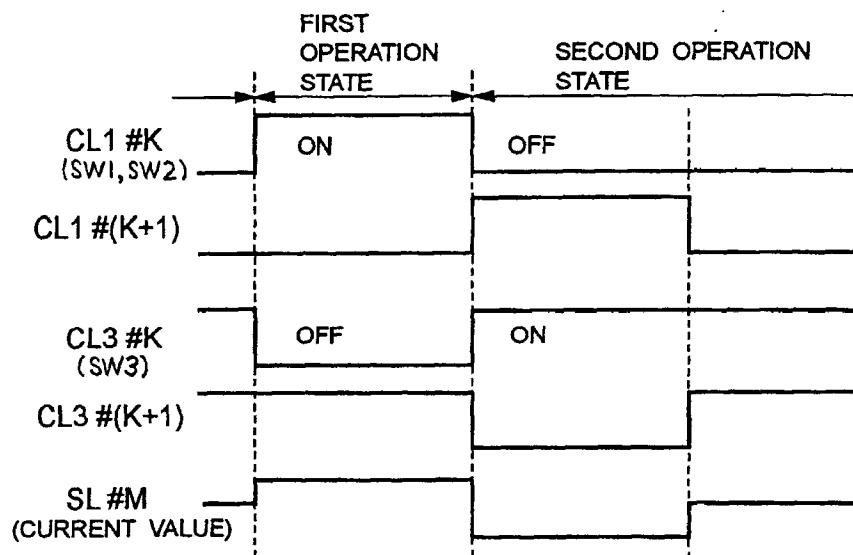 FIRST
OPERATION
STATE
SECOND OPERATION
STATE
CL1 #K
ON
OFF
(SW1,SW2)
CL1 #(K+1)
CL3 #K
OFF
ON
(SW3)
CL3 #(K+1)
SL #M
(CURRENT VALUE)